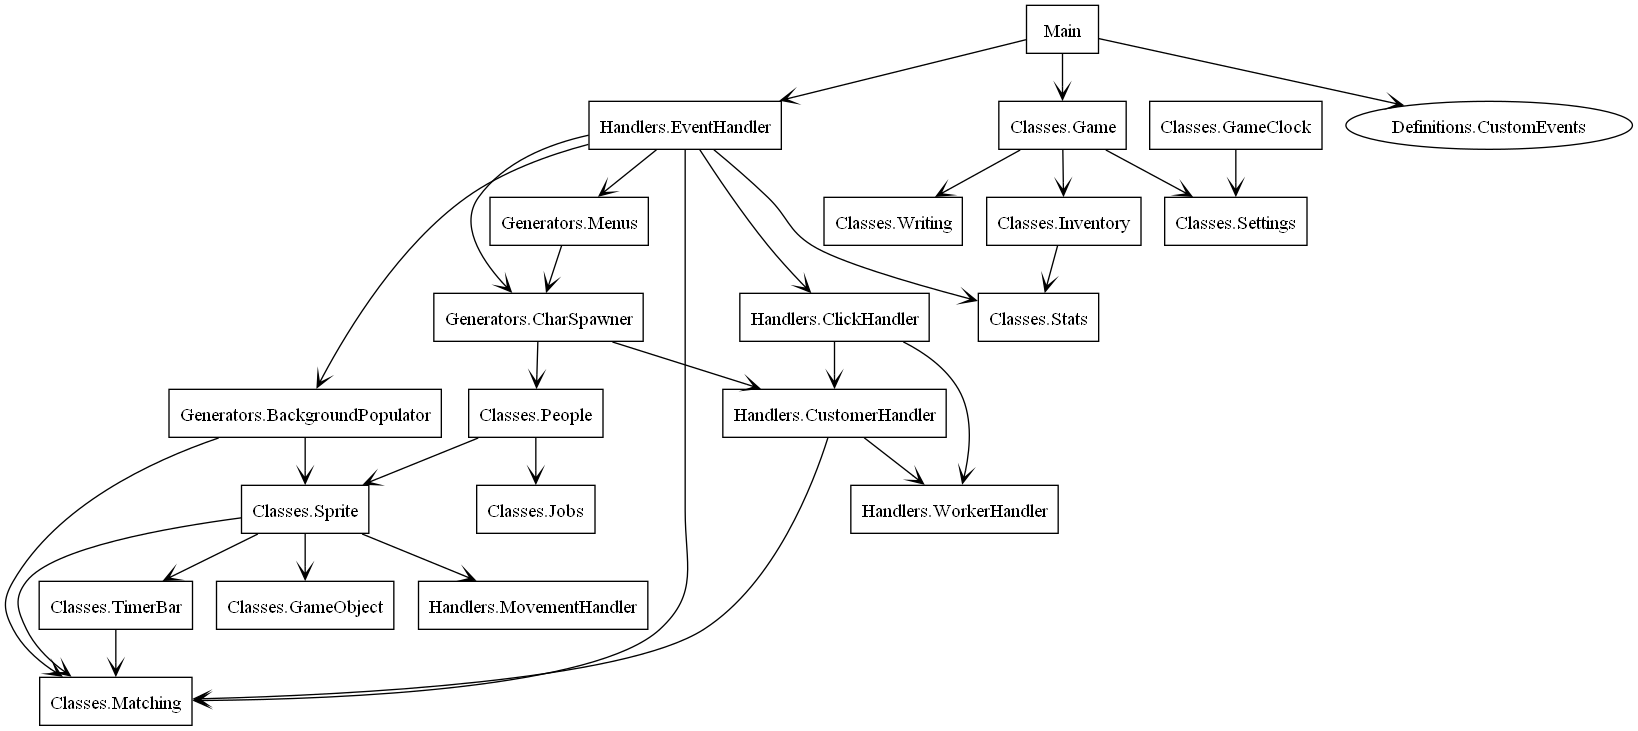 Main
Handlers.EventHandler
Classes.Game
Classes.GameClock
Definitions.CustomEvents
Generators.Menus
Classes.Writing
Classes.Inventory
Classes.Settings
Generators.CharSpawner
Handlers.ClickHandler
Classes.Stats
Generators.BackgroundPopulator
Classes.People
Handlers.CustomerHandler
Classes.Sprite
Classes.Jobs
Handlers.WorkerHandler
Classes.TimerBar
Classes.GameObject
Handlers.MovementHandler
Classes.Matching